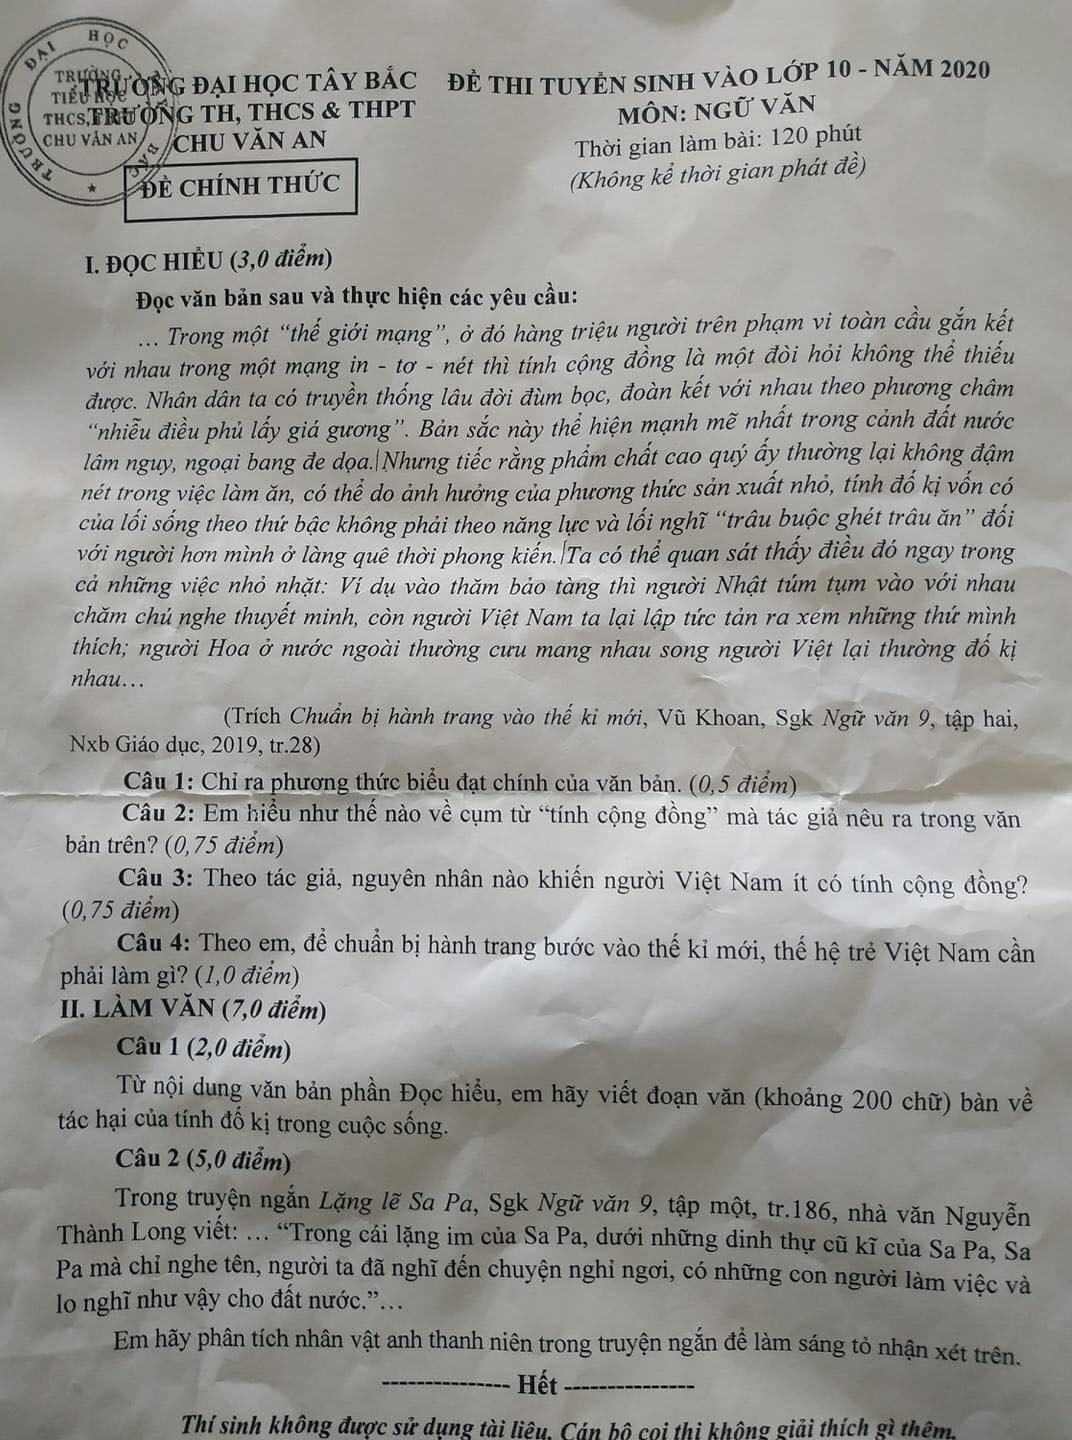 TRƯỜNG ĐẠI HỌC TÂY BẮC
TRƯỜNG TH, THCS & THPT
CHU VĂN AN
ĐỀ CHÍNH THỨC
ĐỀ THI TUYỂN SINH VÀO LỚP 10 - NĂM 2020
MÔN: NGỮ VĂN
Thời gian làm bài: 120 phút
(Không kể thời gian phát đề)
TRƯỜNG ĐẠI HỌC TÂY BẮC
TRƯỜNG
TIỂU HỌC
THCS, THPT
CHU VĂN AN
I. ĐỌC HIỂU (3,0 điểm)
Đọc văn bản sau và thực hiện các yêu cầu:
… Trong một “thế giới mạng”, ở đó hàng triệu người trên phạm vi toàn cầu gắn kết
với nhau trong một mạng in - tơ - nét thì tính cộng đồng là một đòi hỏi không thể thiếu
được. Nhân dân ta có truyền thống lâu đời đùm bọc, đoàn kết với nhau theo phương châm
“nhiễu điều phủ lấy giá gương”. Bản sắc này thể hiện mạnh mẽ nhất trong cảnh đất nước
lâm nguy, ngoại bang đe dọa. Nhưng tiếc rằng phẩm chất cao quý ấy thường lại không đậm
nét trong việc làm ăn, có thể do ảnh hưởng của phương thức sản xuất nhỏ, tính đố kị vốn có
của lối sống theo thứ bậc không phải theo năng lực và lối nghĩ “trâu buộc ghét trâu ăn” đối
với người hơn mình ở làng quê thời phong kiến. Ta có thể quan sát thấy điều đó ngay trong
cả những việc nhỏ nhặt: Ví dụ vào thăm bảo tàng thì người Nhật túm tụm vào với nhau
chăm chú nghe thuyết minh, còn người Việt Nam ta lại lập tức tản ra xem những thứ mình
thích; người Hoa ở nước ngoài thường cưu mang nhau song người Việt lại thường đố kị
nhau…
(Trích Chuẩn bị hành trang vào thế kỉ mới, Vũ Khoan, Sgk Ngữ văn 9, tập hai,
Nxb Giáo dục, 2019, tr.28)
Câu 1: Chỉ ra phương thức biểu đạt chính của văn bản. (0,5 điểm)
Câu 2: Em hiểu như thế nào về cụm từ “tính cộng đồng” mà tác giả nêu ra trong văn
bản trên? (0,75 điểm)
Câu 3: Theo tác giả, nguyên nhân nào khiến người Việt Nam ít có tính cộng đồng?
(0,75 điểm)
Câu 4: Theo em, để chuẩn bị hành trang bước vào thế kỉ mới, thế hệ trẻ Việt Nam cần
phải làm gì? (1,0 điểm)
II. LÀM VĂN (7,0 điểm)
Câu 1 (2,0 điểm)
Từ nội dung văn bản phần Đọc hiểu, em hãy viết đoạn văn (khoảng 200 chữ) bàn về
tác hại của tính đố kị trong cuộc sống.
Câu 2 (5,0 điểm)
Trong truyện ngắn Lặng lẽ Sa Pa, Sgk Ngữ văn 9, tập một, tr.186, nhà văn Nguyễn
Thành Long viết: … “Trong cái lặng im của Sa Pa, dưới những dinh thự cũ kĩ của Sa Pa, Sa
Pa mà chỉ nghe tên, người ta đã nghĩ đến chuyện nghỉ ngơi, có những con người làm việc và
lo nghĩ như vậy cho đất nước.”…
Em hãy phân tích nhân vật anh thanh niên trong truyện ngắn để làm sáng tỏ nhận xét trên.
--------------- Hết ---------------
Thí sinh không được sử dụng tài liệu. Cán bộ coi thi không giải thích gì thêm.